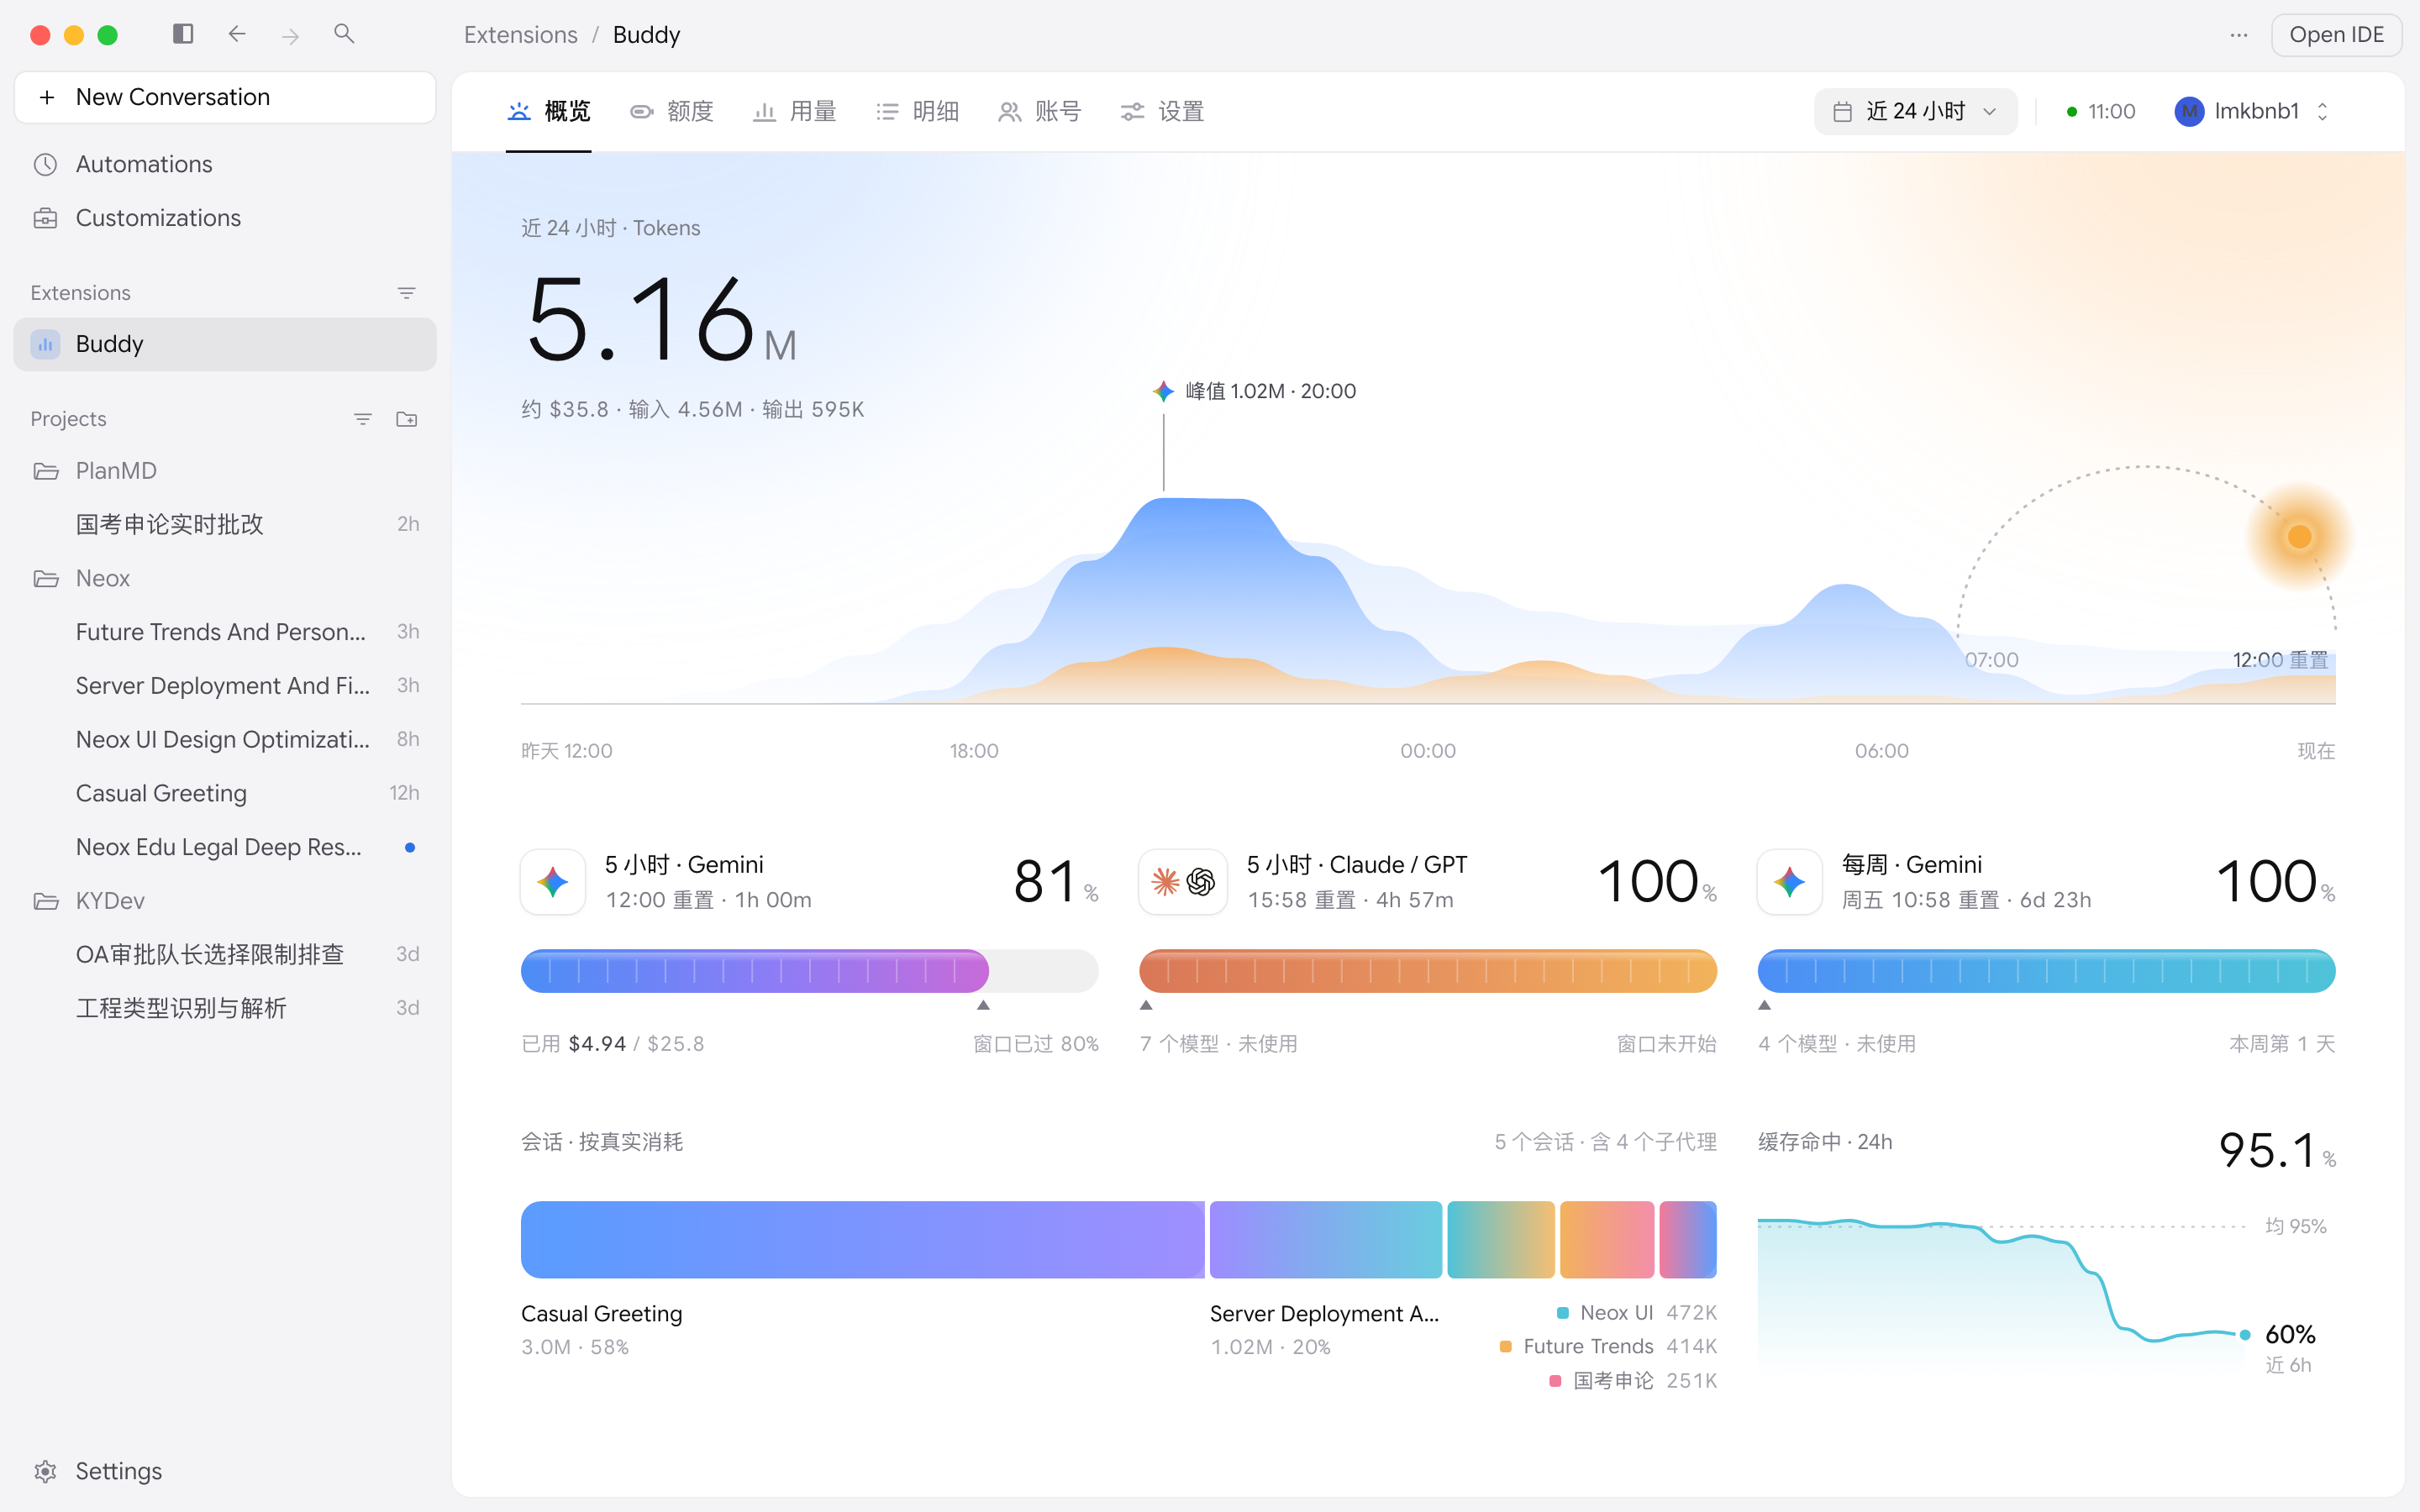 Extensions / Buddy
Open IDE
New Conversation
Automations
Customizations
Extensions
Buddy
Projects
PlanMD
国考申论实时批改 2h
Neox
Future Trends And Person... 3h
Server Deployment And Fi... 3h
Neox UI Design Optimizati... 8h
Casual Greeting 12h
Neox Edu Legal Deep Res...
KYDev
OA审批队长选择限制排查 3d
工程类型识别与解析 3d
Settings
概览 额度 用量 明细 账号 设置
近 24 小时
11:00
M lmkbnb1
近 24 小时 · Tokens
5.16 M
约 $35.8 · 输入 4.56M · 输出 595K
峰值 1.02M · 20:00
07:00
12:00 重置
昨天 12:00 18:00 00:00 06:00 现在
5 小时 · Gemini
12:00 重置 · 1h 00m
81 %
已用 $4.94 / $25.8
窗口已过 80%
5 小时 · Claude / GPT
15:58 重置 · 4h 57m
100 %
7 个模型 · 未使用
窗口未开始
每周 · Gemini
周五 10:58 重置 · 6d 23h
100 %
4 个模型 · 未使用
本周第 1 天
会话 · 按真实消耗
5 个会话 · 含 4 个子代理
Casual Greeting
3.0M · 58%
Server Deployment A...
1.02M · 20%
Neox UI 472K
Future Trends 414K
国考申论 251K
缓存命中 · 24h
95.1 %
均 95%
60%
近 6h